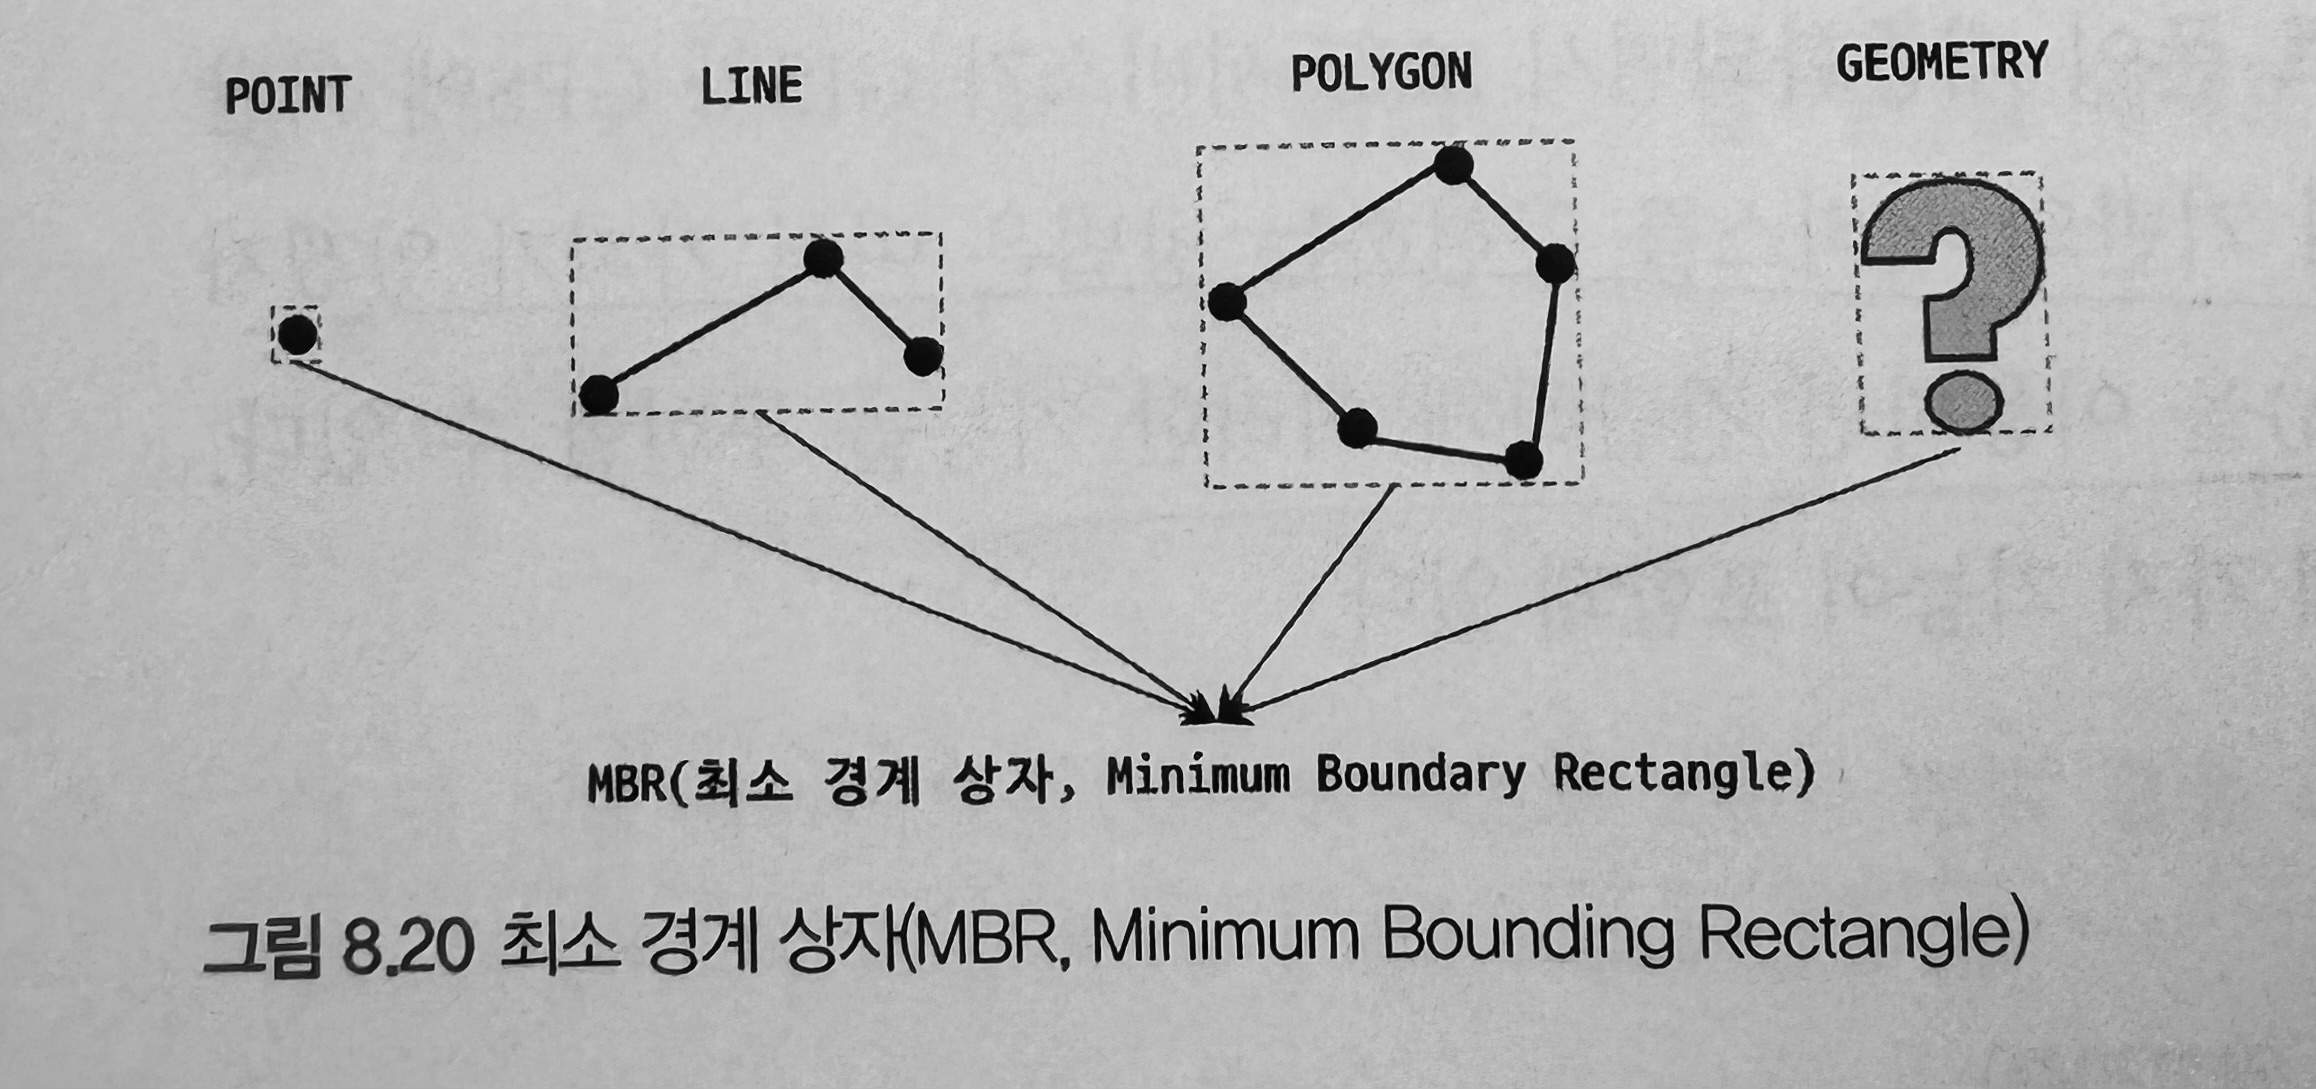 POINT LINE POLYGON GEOMETRY
MBR(최소 경계 상자, Minimum Boundary Rectangle)
그림 8.20 최소 경계 상자(MBR, Minimum Bounding Rectangle)